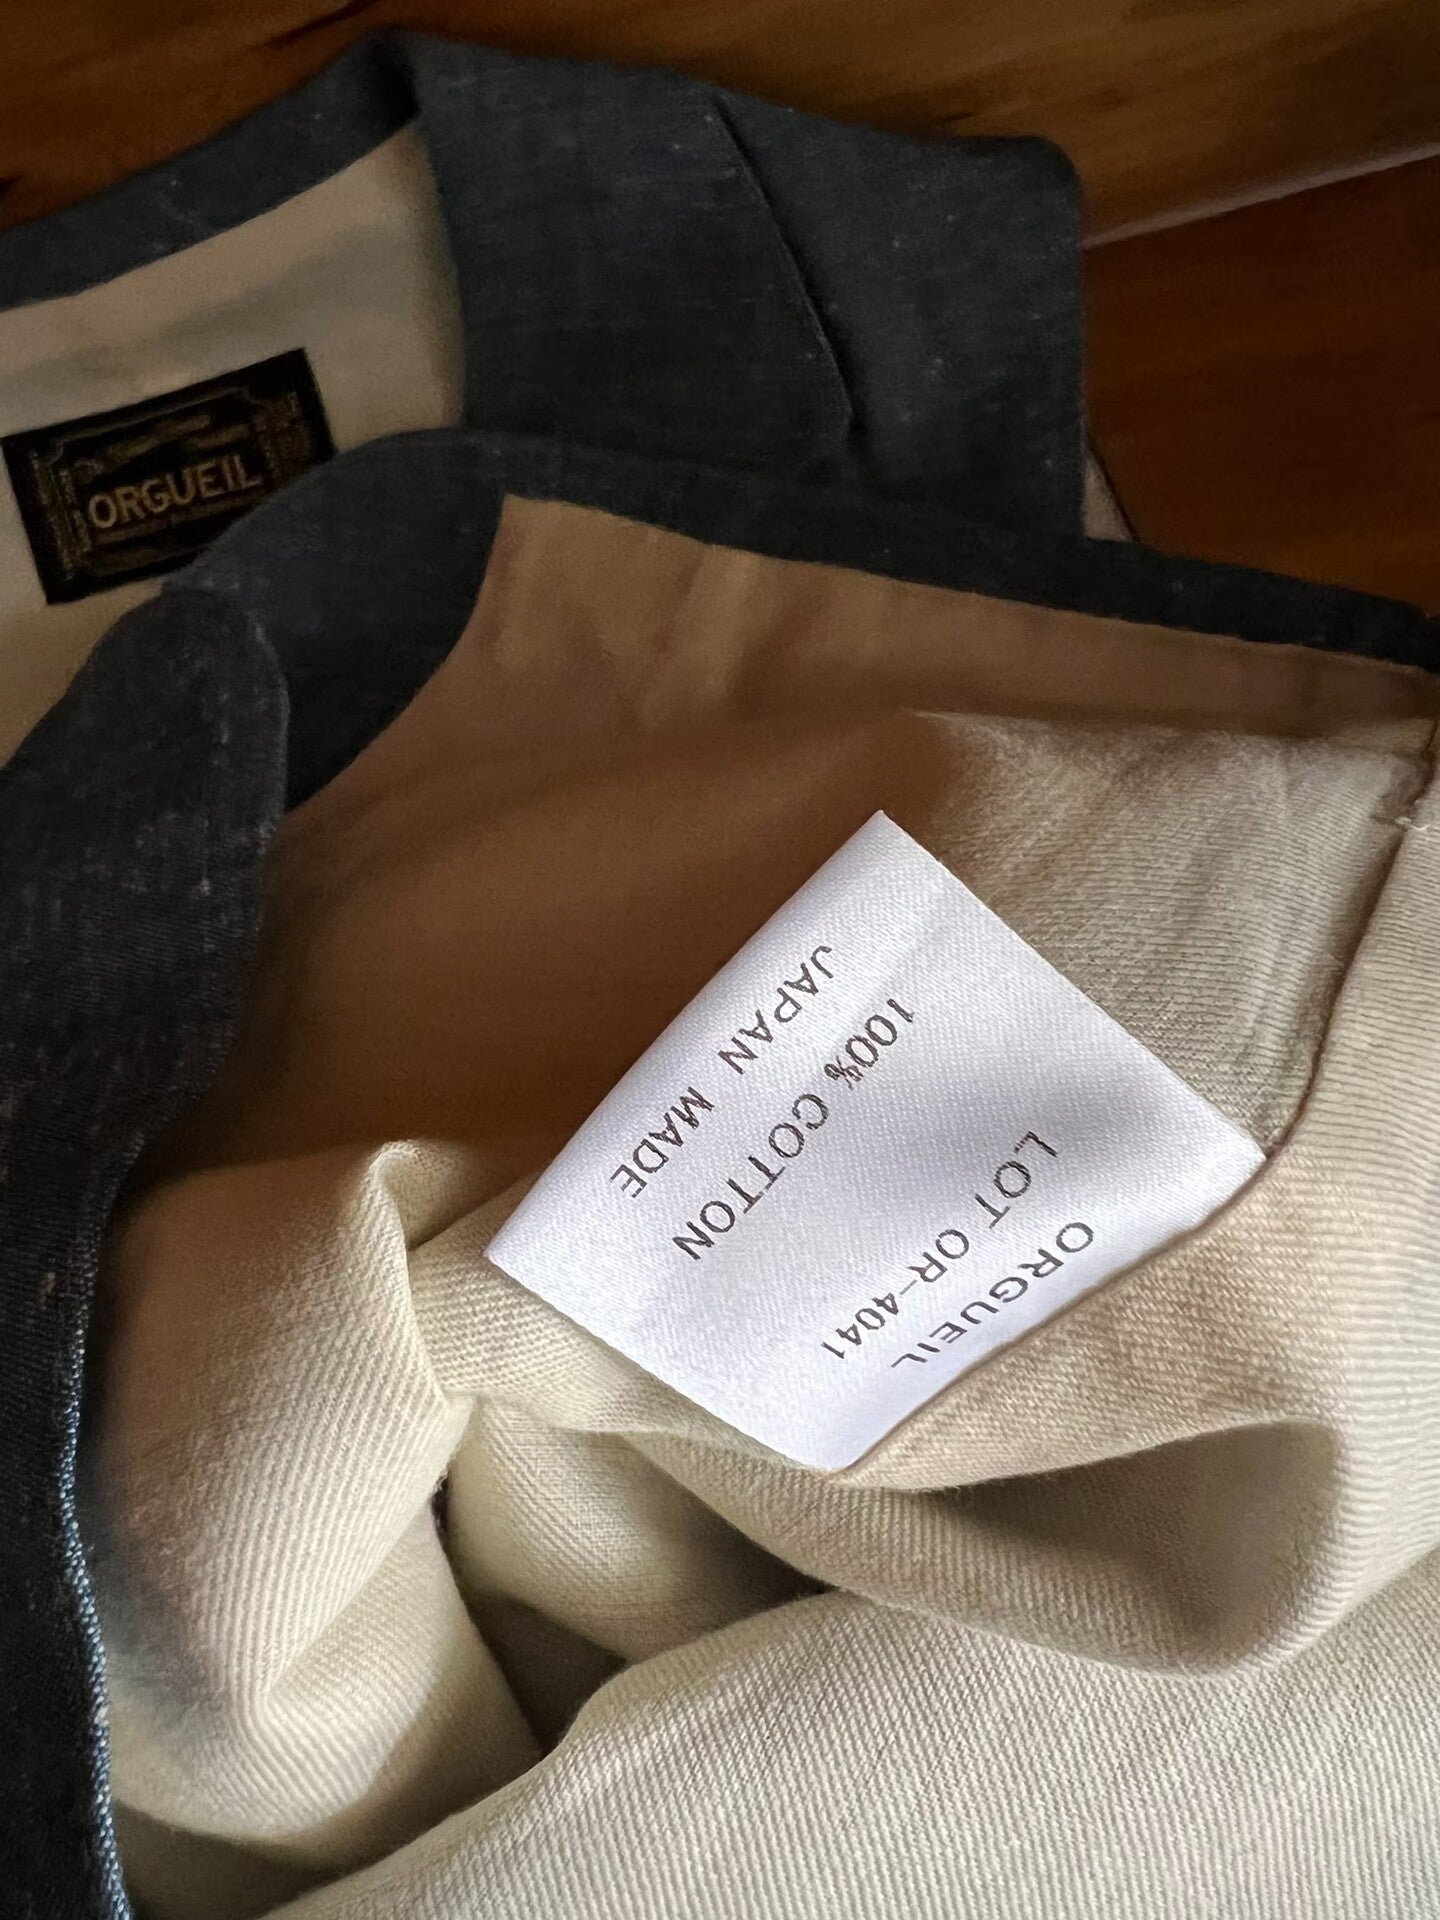 ORGUEIL
ORGUEIL
LOT OR-4041
100% COTTON
JAPAN MADE